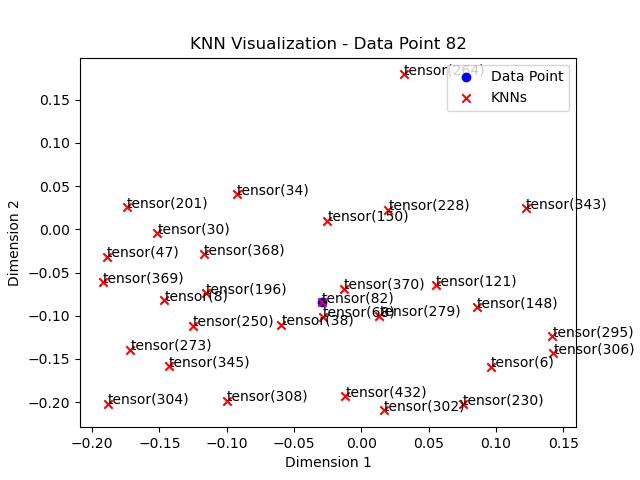 KNN Visualization - Data Point 82
tensor(264)
Data Point
KNNs
0.15
0.10
0.05
0.00
−0.05
−0.10
−0.15
−0.20
Dimension 2
tensor(34)
tensor(201)
tensor(228)
tensor(343)
tensor(150)
tensor(30)
tensor(368)
tensor(47)
tensor(369)
tensor(196)
tensor(370)
tensor(121)
tensor(8)
tensor(82)
tensor(148)
tensor(68)
tensor(279)
tensor(250)
tensor(38)
tensor(295)
tensor(273)
tensor(306)
tensor(345)
tensor(6)
tensor(304)
tensor(308)
tensor(432)
tensor(302)
tensor(230)
−0.20
−0.15
−0.10
−0.05
0.00
0.05
0.10
0.15
Dimension 1